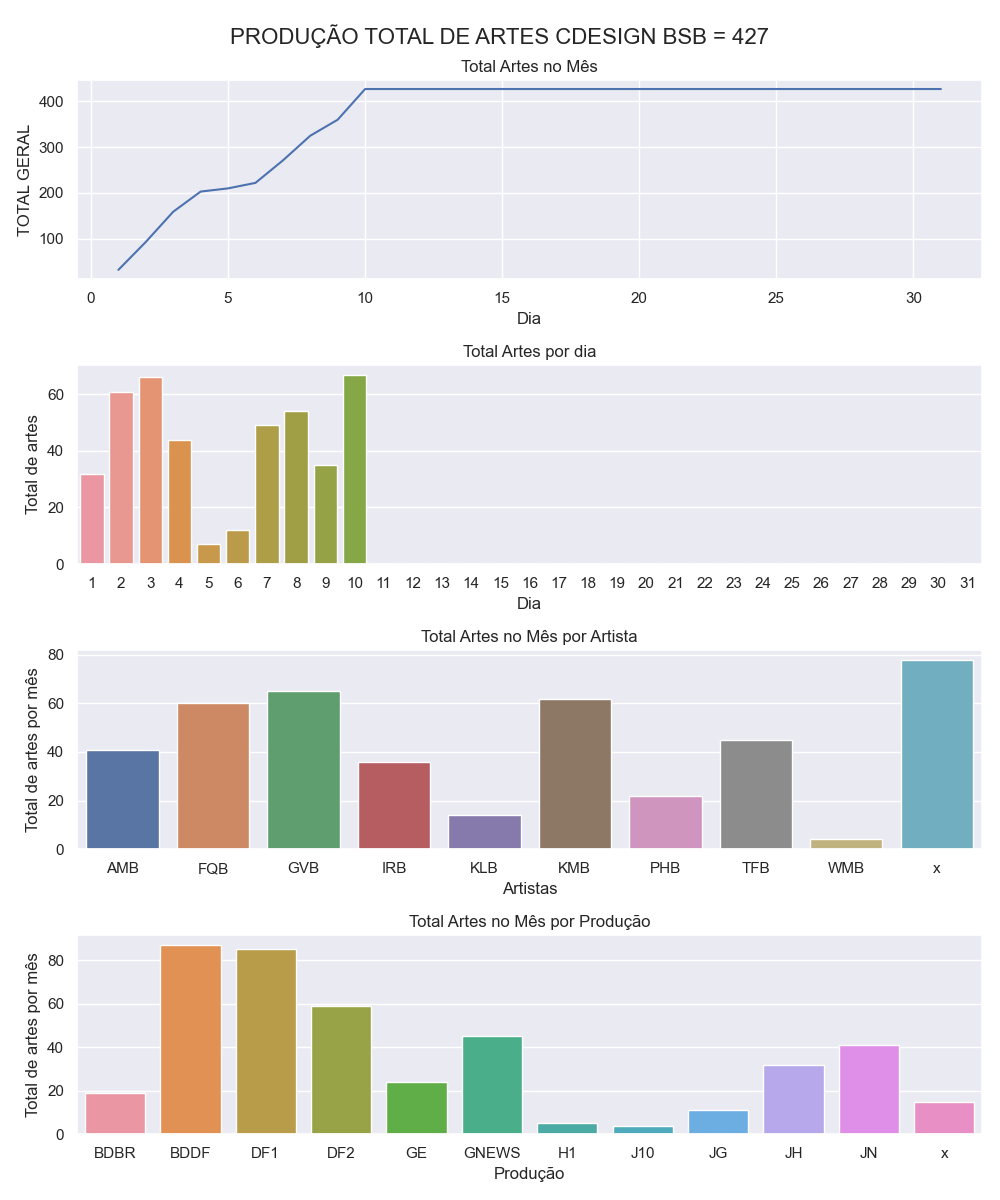 PRODUÇÃO TOTAL DE ARTES CDESIGN BSB = 427
Total Artes no Mês
TOTAL GERAL
400
300
200
100
0 5 10 15 20 25 30
Dia
Total Artes por dia
Total de artes
60
40
20
0
1 2 3 4 5 6 7 8 9 10 11 12 13 14 15 16 17 18 19 20 21 22 23 24 25 26 27 28 29 30 31
Dia
Total Artes no Mês por Artista
Total de artes por mês
80
60
40
20
0
AMB FQB GVB IRB KLB KMB PHB TFB WMB x
Artistas
Total Artes no Mês por Produção
Total de artes por mês
80
60
40
20
0
BDBR BDDF DF1 DF2 GE GNEWS H1 J10 JG JH JN x
Produção